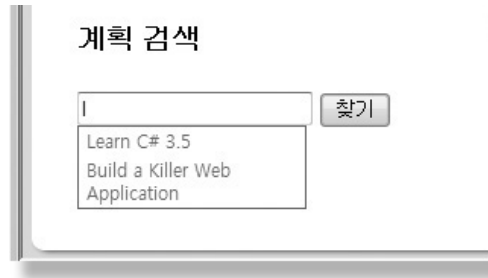 계획 검색
l
찾기
Learn C# 3.5
Build a Killer Web
Application